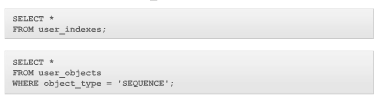 SELECT *
FROM user_indexes;
SELECT *
FROM user_objects
WHERE object_type = 'SEQUENCE';